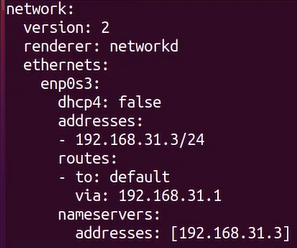 network:
  version: 2
  renderer: networkd
  ethernets:
    enp0s3:
      dhcp4: false
      addresses:
      - 192.168.31.3/24
      routes:
      - to: default
        via: 192.168.31.1
      nameservers:
        addresses: [192.168.31.3]